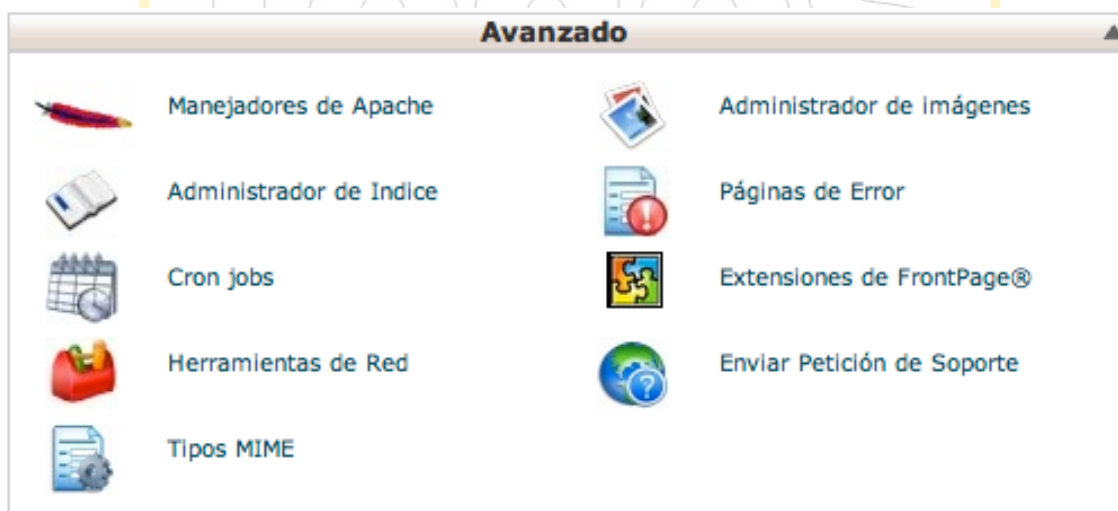 Avanzado
Manejadores de Apache
Administrador de imágenes
Administrador de Indice
Páginas de Error
Cron jobs
Extensiones de FrontPage®
Herramientas de Red
Enviar Petición de Soporte
Tipos MIME